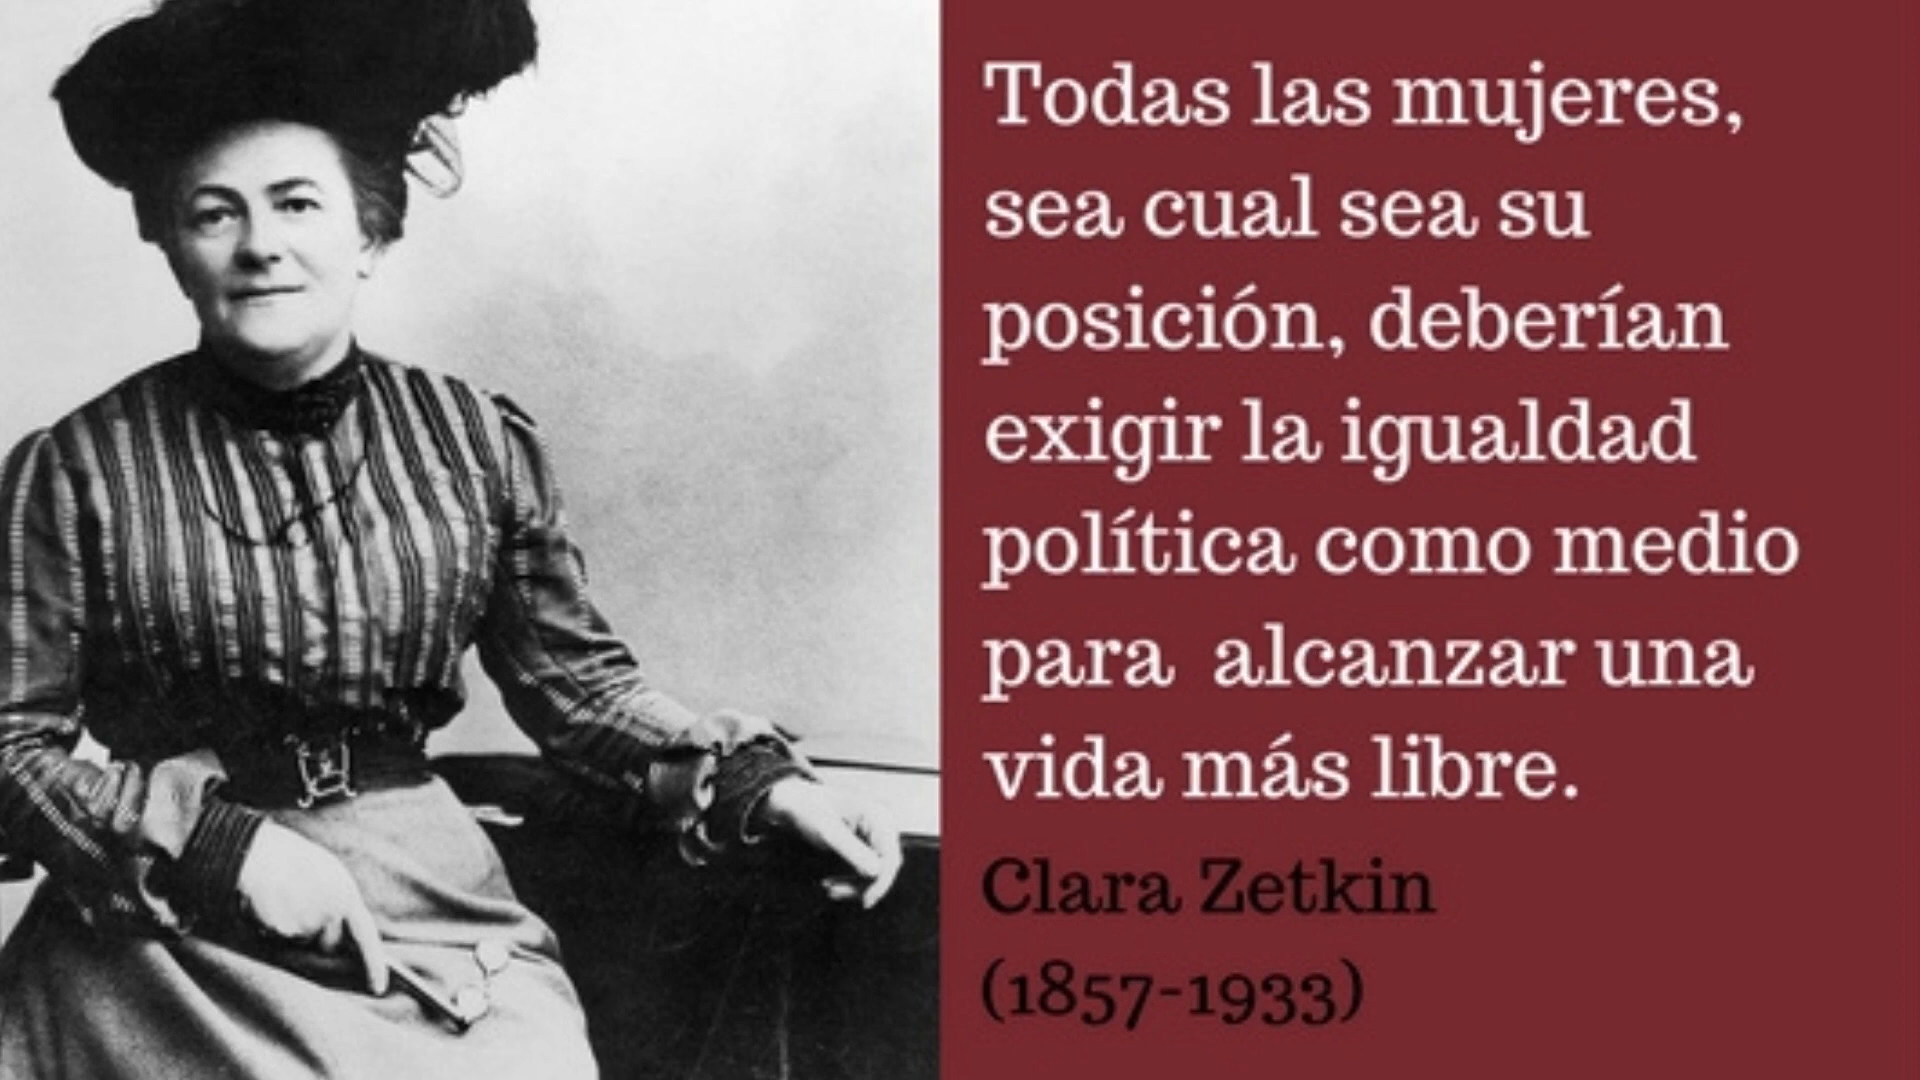 Todas las mujeres,
sea cual sea su
posición, deberían
exigir la igualdad
política como medio
para  alcanzar una
vida más libre.
Clara Zetkin
(1857-1933)